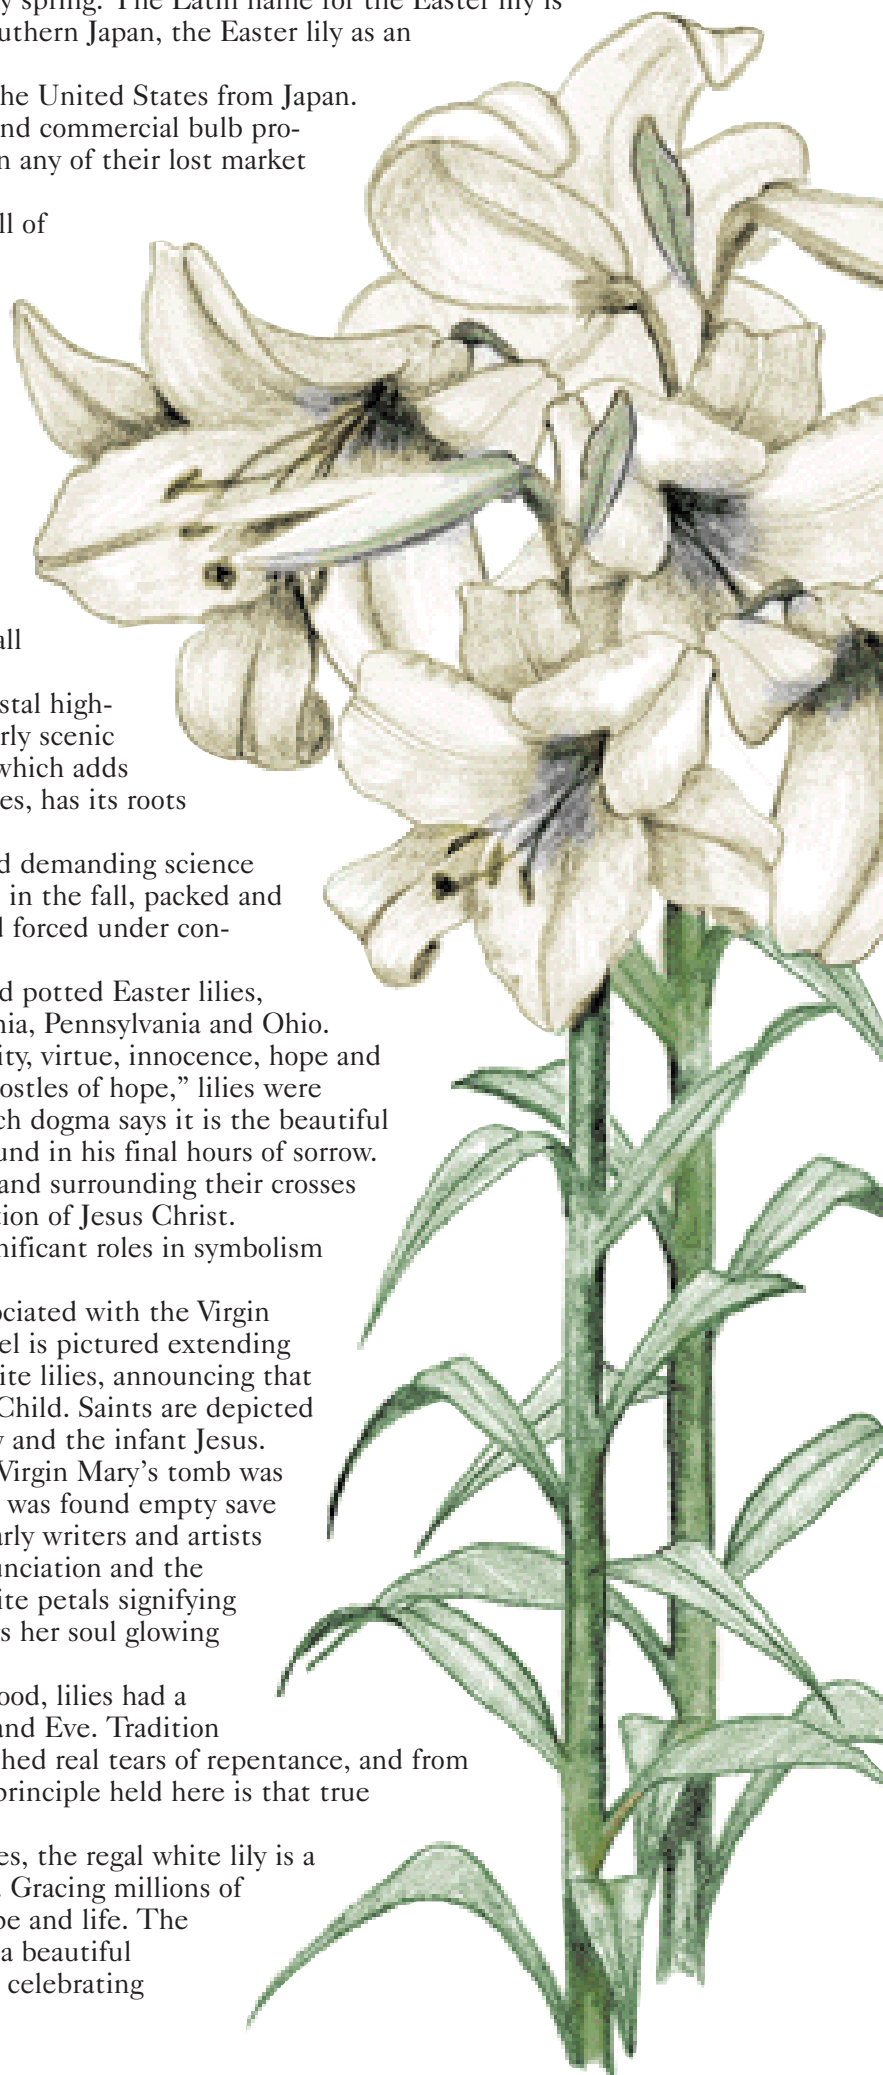 y spring. The Latin name for the Easter lily is
uthern Japan, the Easter lily as an
he United States from Japan.
nd commercial bulb pro-
n any of their lost market
ll of
all
stal high-
rly scenic
which adds
es, has its roots
d demanding science
in the fall, packed and
d forced under con-
d potted Easter lilies,
nia, Pennsylvania and Ohio.
ity, virtue, innocence, hope and
ostles of hope,” lilies were
ch dogma says it is the beautiful
und in his final hours of sorrow.
and surrounding their crosses
tion of Jesus Christ.
nificant roles in symbolism
ociated with the Virgin
el is pictured extending
ite lilies, announcing that
Child. Saints are depicted
y and the infant Jesus.
Virgin Mary’s tomb was
was found empty save
arly writers and artists
unciation and the
ite petals signifying
s her soul glowing
ood, lilies had a
and Eve. Tradition
hed real tears of repentance, and from
principle held here is that true
es, the regal white lily is a
. Gracing millions of
pe and life. The
a beautiful
celebrating